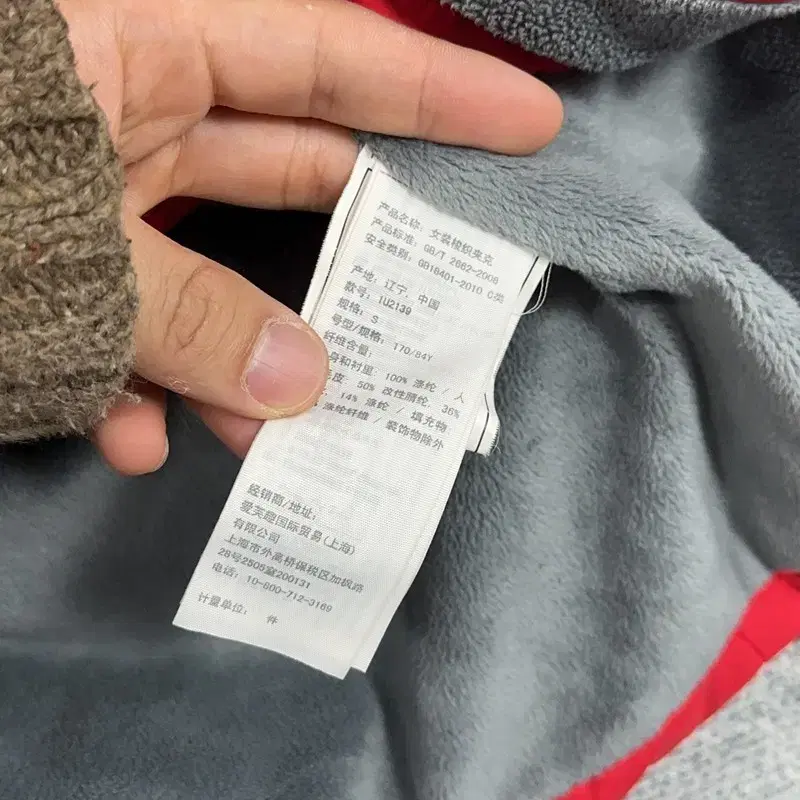 产品名称: 女装梭织夹克
产品标准: GB/T 2662-2008
安全类别: GB18401-2010 C类
产地: 辽宁, 中国
款号: 1U2139
规格: S
号型/规格: 170/84Y
纤维含量:
身和衬里: 100% 涤纶 / 人
皮: 50% 改性腈纶, 36%
14% 涤纶 / 填充物
涤纶纤维 / 装饰物除外
经销商/地址:
爱芙趣国际贸易(上海)
有限公司
上海市外高桥保税区加枫路
28号2505室200131
电话: 10-800-712-3169
计量单位: 件